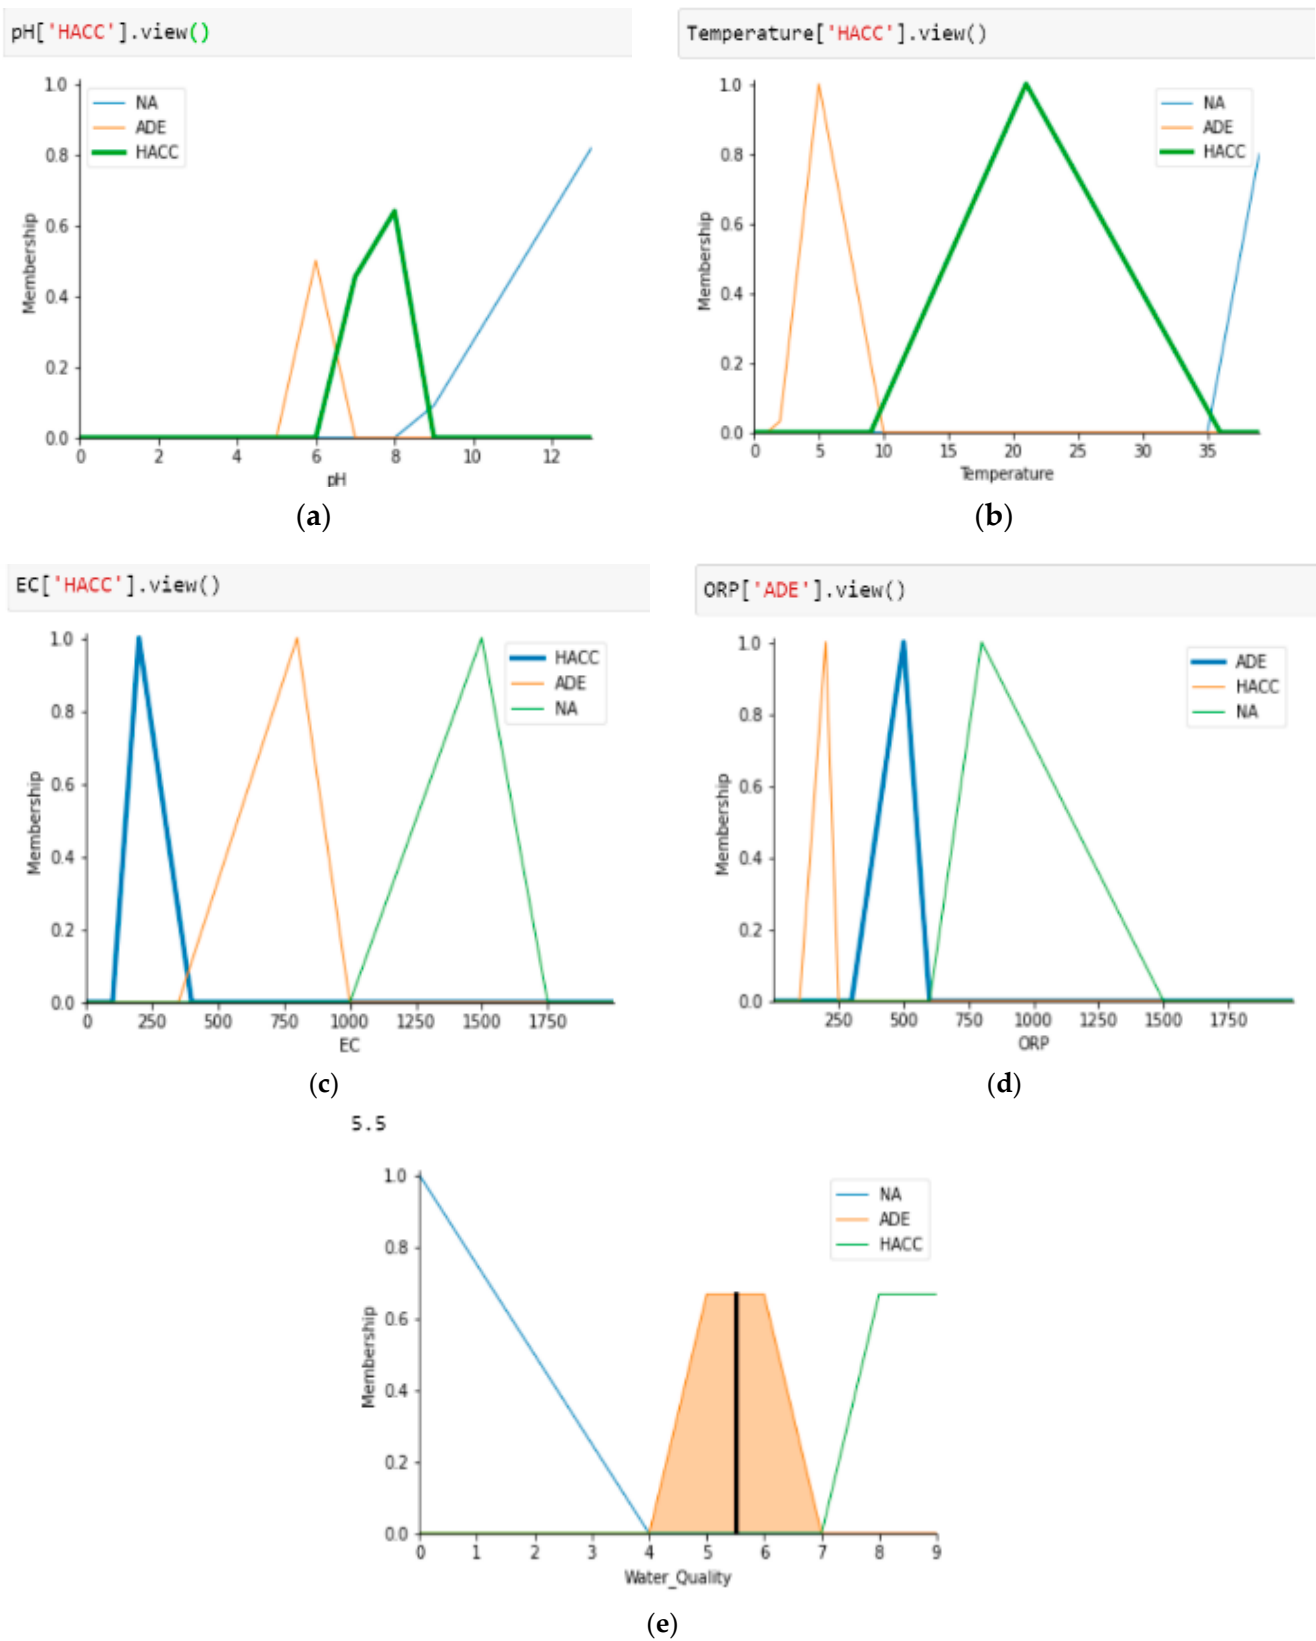 pH['HACC'].view()
1.0
0.8
0.6
0.4
0.2
0.0
Membership
NA
ADE
HACC
0 2 4 6 8 10 12
pH
(a)
Temperature['HACC'].view()
1.0
0.8
0.6
0.4
0.2
0.0
Membership
NA
ADE
HACC
0 5 10 15 20 25 30 35
Temperature
(b)
EC['HACC'].view()
1.0
0.8
0.6
0.4
0.2
0.0
Membership
HACC
ADE
NA
0 250 500 750 1000 1250 1500 1750
EC
(c)
ORP['ADE'].view()
1.0
0.8
0.6
0.4
0.2
0.0
Membership
ADE
HACC
NA
250 500 750 1000 1250 1500 1750
ORP
(d)
5.5
1.0
0.8
0.6
0.4
0.2
0.0
Membership
NA
ADE
HACC
0 1 2 3 4 5 6 7 8 9
Water_Quality
(e)